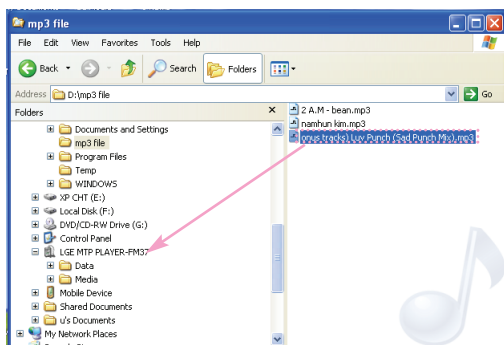 mp3 file
File Edit View Favorites Tools Help
Back Search Folders
Address D:\mp3 file Go
Folders
Documents and Settings
mp3 file
Program Files
Temp
WINDOWS
XP CHT (E:)
Local Disk (F:)
DVD/CD-RW Drive (G:)
Control Panel
LGE MTP PLAYER-FM37
Data
Media
Mobile Device
Shared Documents
u's Documents
My Network Places
2 A.M - bean.mp3
namhun kim.mp3
onus tracks) Luv Punch (Sad Punch Mix).mp3